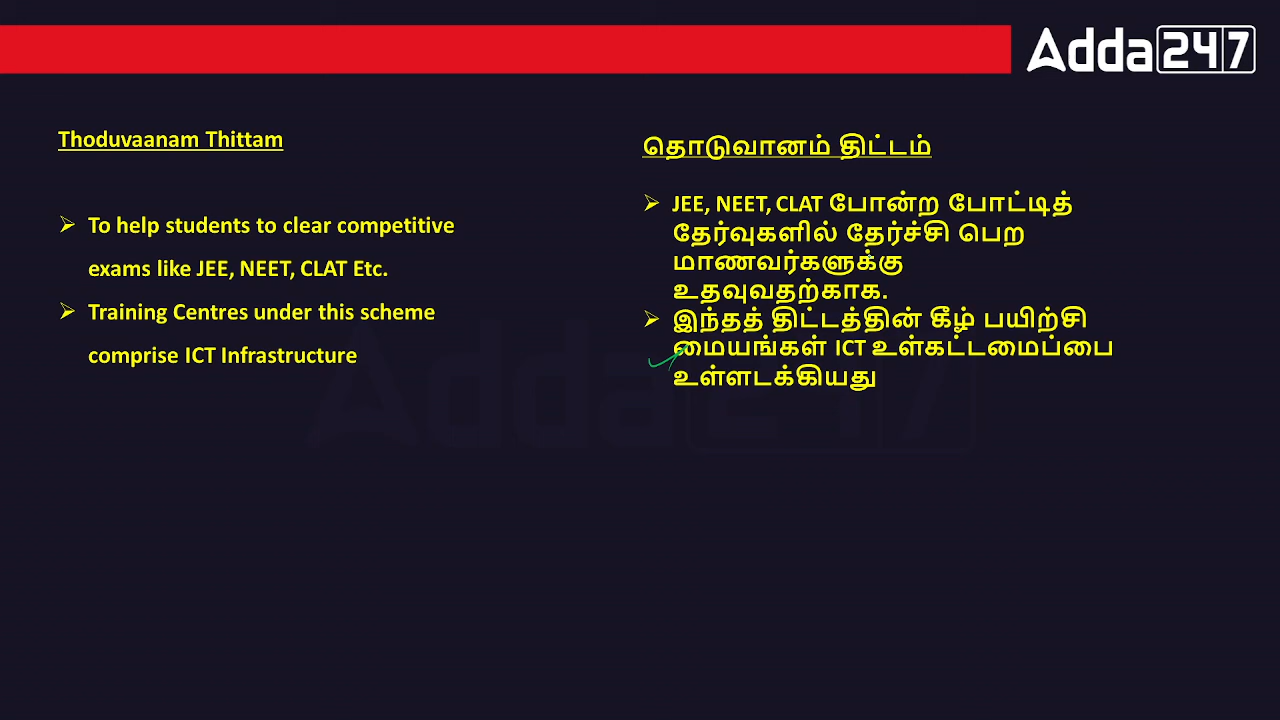 Adda247
Thoduvaanam Thittam
To help students to clear competitive
exams like JEE, NEET, CLAT Etc.
Training Centres under this scheme
comprise ICT Infrastructure
தொடுவானம் திட்டம்
JEE, NEET, CLAT போன்ற போட்டித்
தேர்வுகளில் தேர்ச்சி பெற
மாணவர்களுக்கு
உதவுவதற்காக.
இந்தத் திட்டத்தின் கீழ் பயிற்சி
மையங்கள் ICT உள்கட்டமைப்பை
உள்ளடக்கியது
Adda247